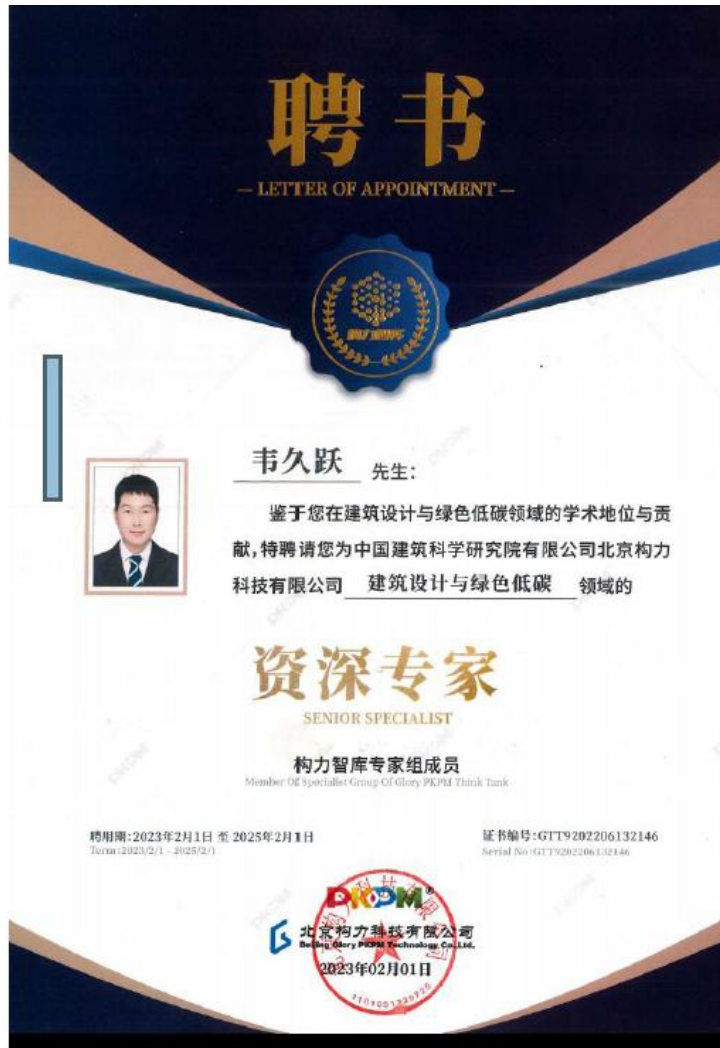 聘书
— LETTER OF APPOINTMENT —
韦久跃 先生:
鉴于您在建筑设计与绿色低碳领域的学术地位与贡
献,特聘请您为中国建筑科学研究院有限公司北京构力
科技有限公司 建筑设计与绿色低碳 领域的
资深专家
SENIOR SPECIALIST
构力智库专家组成员
Member Of Specialist Group Of Glory PKPM Think Tank
聘用期:2023年2月1日 至 2025年2月1日
Term:2023/2/1 - 2025/2/1
证书编号:GTT9202206132146
Serial No:GTT9202206132146
PKPM®
北京构力科技有限公司
Beijing Glory PKPM Technology Co.,Ltd.
2023年02月01日